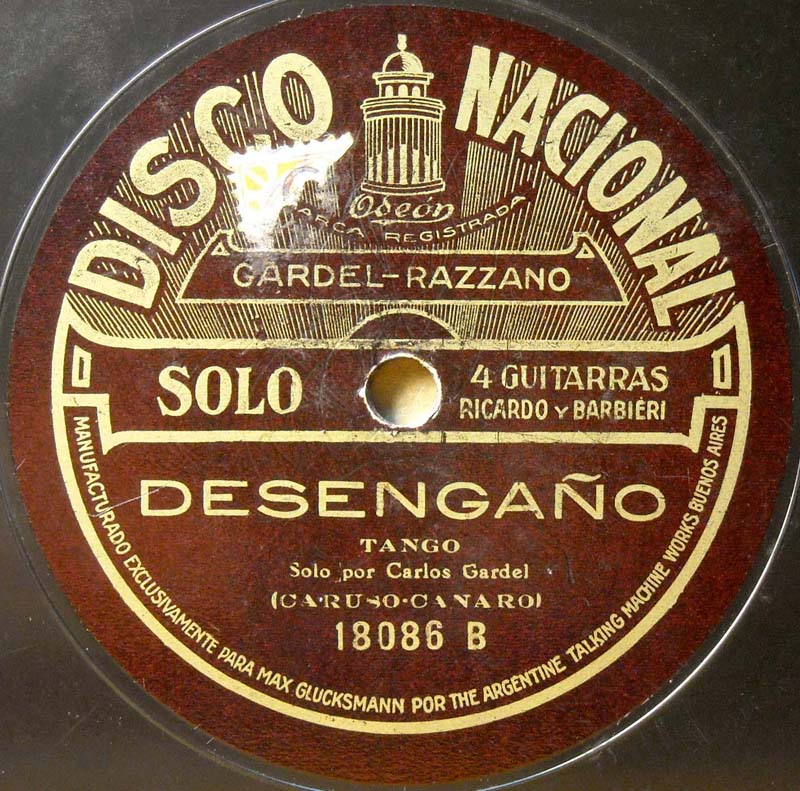 DISCO NACIONAL
Odeón
MARCA REGISTRADA
GARDEL-RAZZANO
SOLO
4 GUITARRAS
RICARDO Y BARBIERI
DESENGAÑO
TANGO
Solo por Carlos Gardel
(CARUSO-CANARO)
18086 B
MANUFACTURADO EXCLUSIVAMENTE PARA MAX GLUCKSMANN POR THE ARGENTINE TALKING MACHINE WORKS BUENOS AIRES